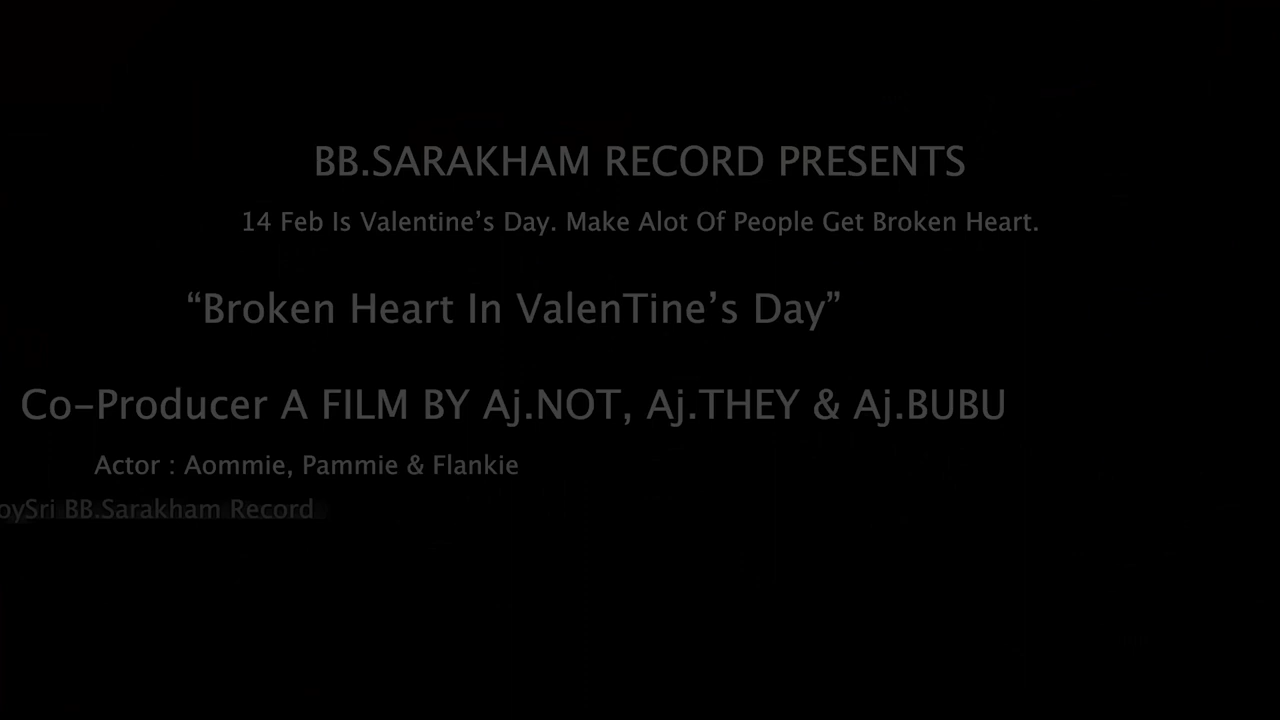 BB.SARAKHAM RECORD PRESENTS
14 Feb Is Valentine’s Day. Make Alot Of People Get Broken Heart.
“Broken Heart In ValenTine’s Day”
Co-Producer A FILM BY Aj.NOT, Aj.THEY & Aj.BUBU
Actor : Aommie, Pammie & Flankie
BB.Sarakham Record